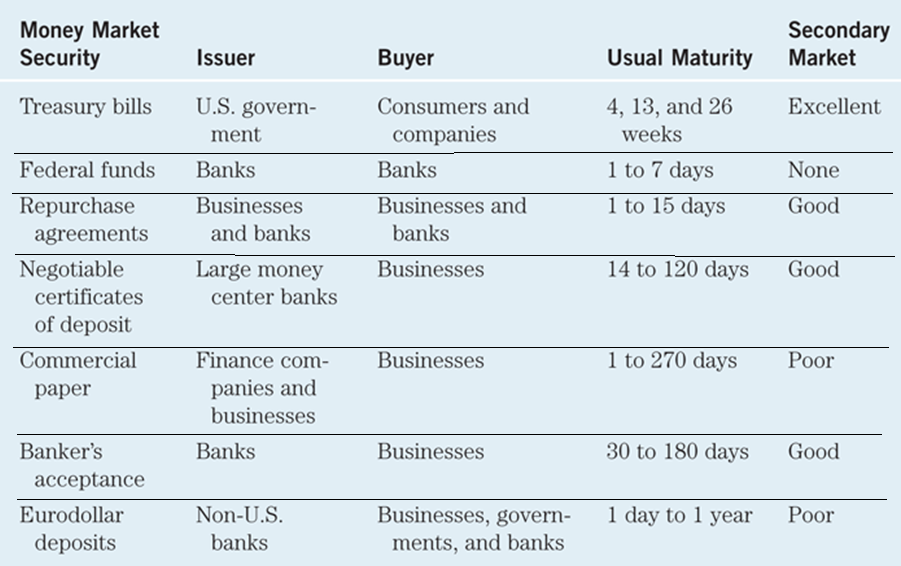 Money Market Security Issuer Buyer Usual Maturity Secondary Market
Treasury bills U.S. govern- Consumers and 4, 13, and 26 Excellent
ment companies weeks
Federal funds Banks Banks 1 to 7 days None
Repurchase Businesses Businesses and 1 to 15 days Good
agreements and banks banks
Negotiable Large money Businesses 14 to 120 days Good
certificates center banks
of deposit
Commercial Finance com- Businesses 1 to 270 days Poor
paper panies and
businesses
Banker's Banks Businesses 30 to 180 days Good
acceptance
Eurodollar Non-U.S. Businesses, govern- 1 day to 1 year Poor
deposits banks ments, and banks